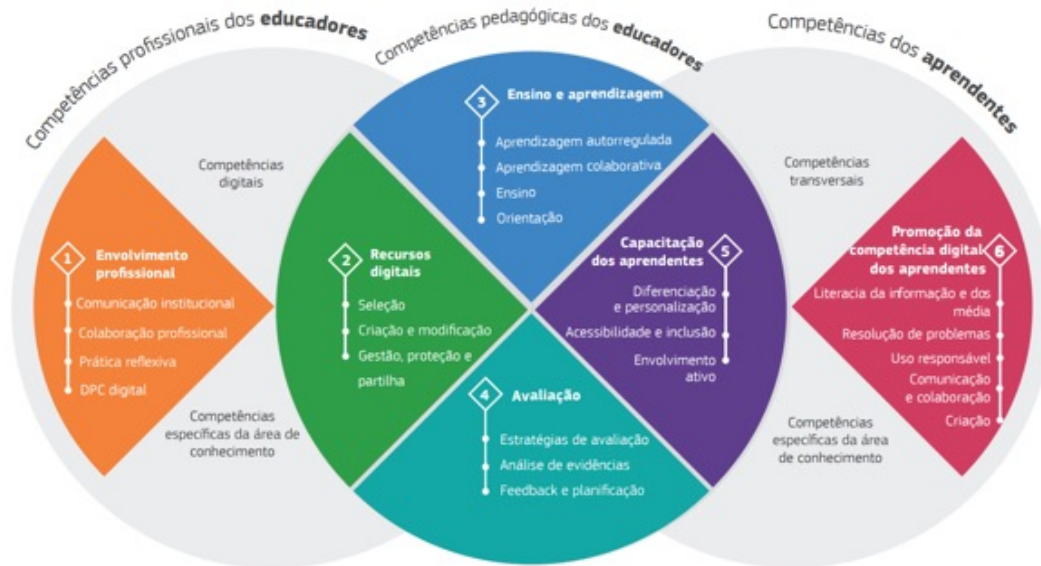 Competências profissionais dos educadores
Competências pedagógicas dos educadores
Competências dos aprendentes
Competências
digitais
Competências
específicas da área de
conhecimento
1
Envolvimento
profissional
Comunicação institucional
Colaboração profissional
Prática reflexiva
DPC digital
2
Recursos
digitais
Seleção
Criação e modificação
Gestão, proteção e
partilha
3
Ensino e aprendizagem
Aprendizagem autorregulada
Aprendizagem colaborativa
Ensino
Orientação
4
Avaliação
Estratégias de avaliação
Análise de evidências
Feedback e planificação
5
Capacitação
dos aprendentes
Diferenciação
e personalização
Acessibilidade e inclusão
Envolvimento
ativo
Competências
transversais
Competências
específicas da área
de conhecimento
6
Promoção da
competência digital
dos aprendentes
Literacia da informação e dos
média
Resolução de problemas
Uso responsável
Comunicação
e colaboração
Criação